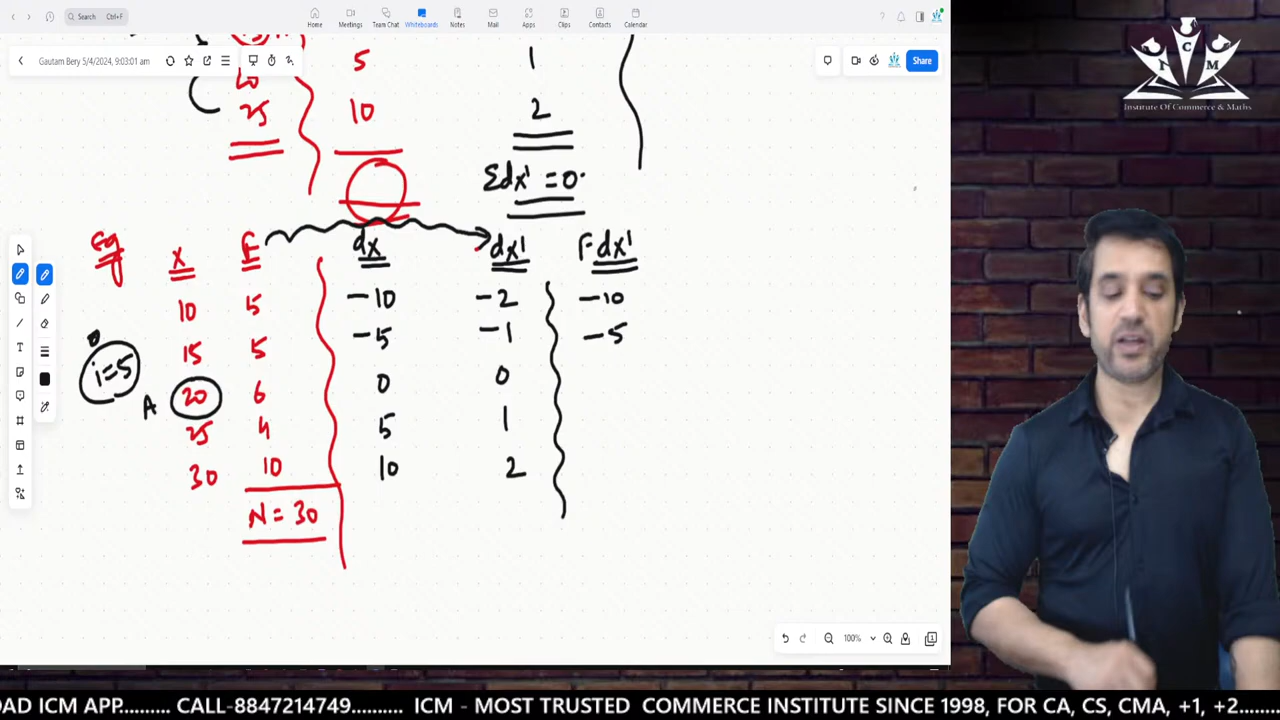 Search Ctrl+F
Home Meetings Team Chat Whiteboards Notes Mail Apps Clips Contacts Calendar
Gautam Bery 5/4/2024, 9:03:01 am
Share
I C M
Institute Of Commerce & Maths
5 1
20
25 10 2
Σdx' = 0
Eg x F dx dx' Fdx'
10 5 -10 -2 -10
15 5 -5 -1 -5
i=5
A 20 6 0 0
25 4 5 1
30 10 10 2
N = 30
100%
OAD ICM APP......... CALL-8847214749....... ICM - MOST TRUSTED COMMERCE INSTITUTE SINCE 1998, FOR CA, CS, CMA, +1, +2....